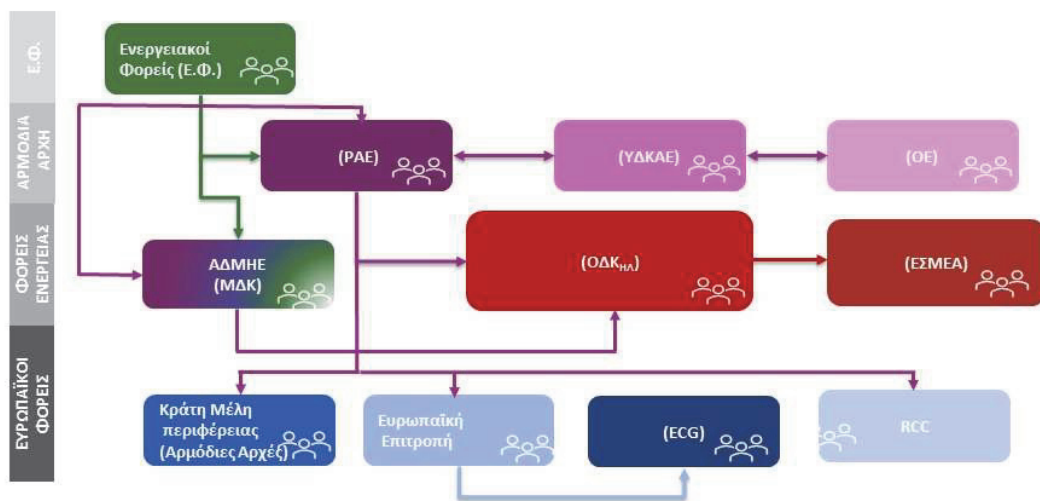 Ε.Φ.
Ενεργειακοί
Φορείς (Ε.Φ.)
ΑΡΜΟΔΙΑ
ΑΡΧΗ
(ΡΑΕ)
(ΥΔΚΑΕ)
(ΟΕ)
ΦΟΡΕΙΣ
ΕΝΕΡΓΕΙΑΣ
ΑΔΜΗΕ
(ΜΔΚ)
(ΟΔΚΗΛ)
(ΕΣΜΕΑ)
ΕΥΡΩΠΑΪΚΟΙ
ΦΟΡΕΙΣ
Κράτη Μέλη
περιφέρειας
(Αρμόδιες Αρχές)
Ευρωπαϊκή
Επιτροπή
(ECG)
RCC